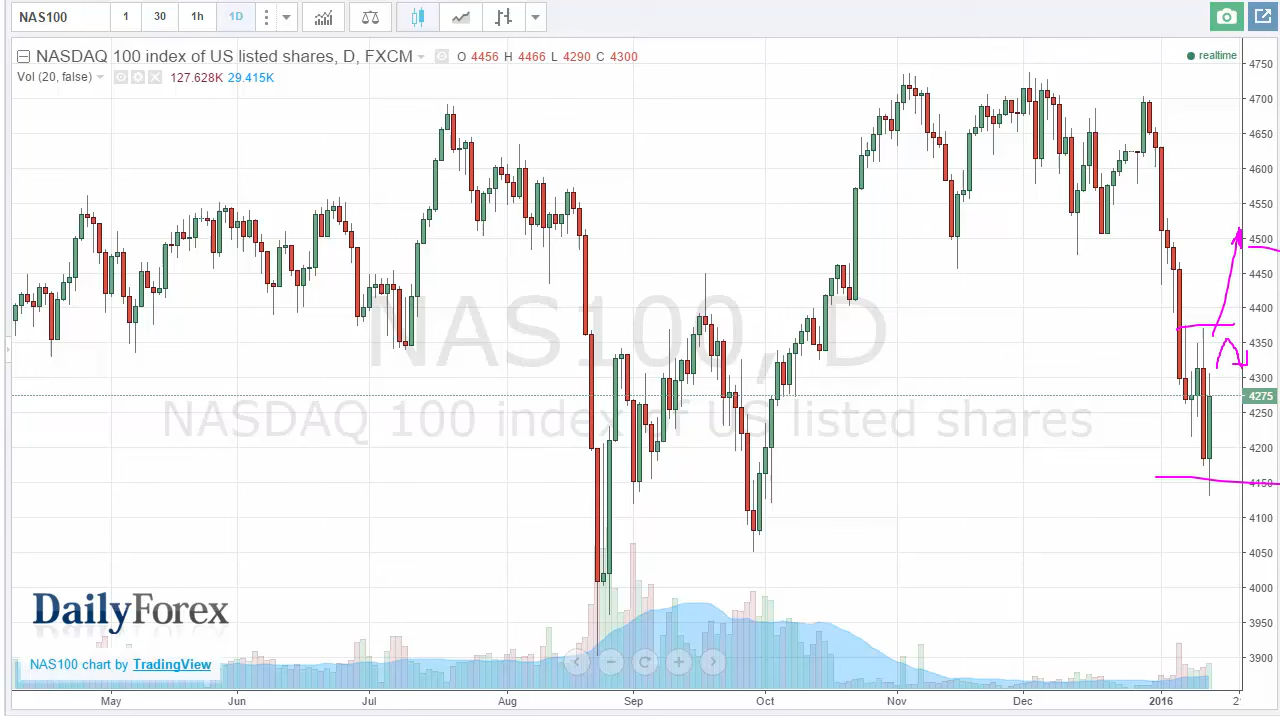 NAS100 1 30 1h 1D
NASDAQ 100 index of US listed shares, D, FXCM O 4456 H 4466 L 4290 C 4300
realtime
Vol (20, false) 127.628K 29.415K
NAS100, D
NASDAQ 100 index of US listed shares
4750
4700
4650
4600
4550
4500
4450
4400
4350
4300
4275
4250
4200
4150
4100
4050
4000
3950
3900
DailyForex
NAS100 chart by TradingView
May Jun Jul Aug Sep Oct Nov Dec 2016